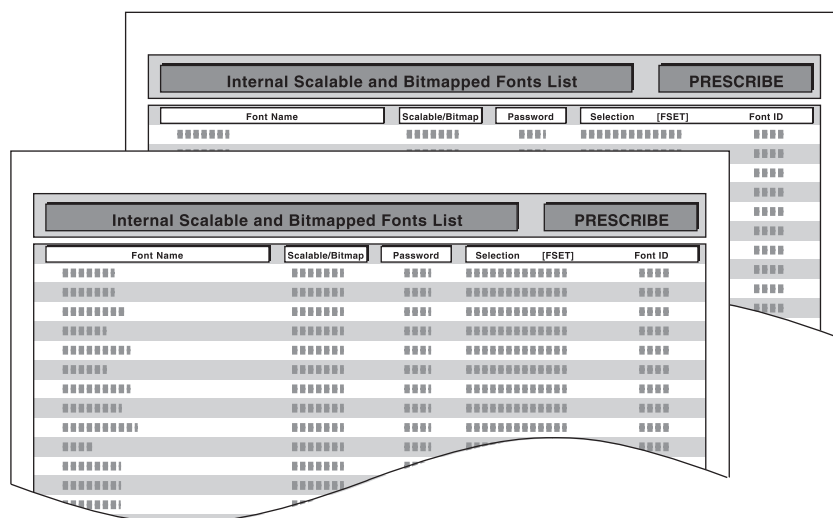 Internal Scalable and Bitmapped Fonts List PRESCRIBE
Font Name Scalable/Bitmap Password Selection [FSET] Font ID
Internal Scalable and Bitmapped Fonts List PRESCRIBE
Font Name Scalable/Bitmap Password Selection [FSET] Font ID